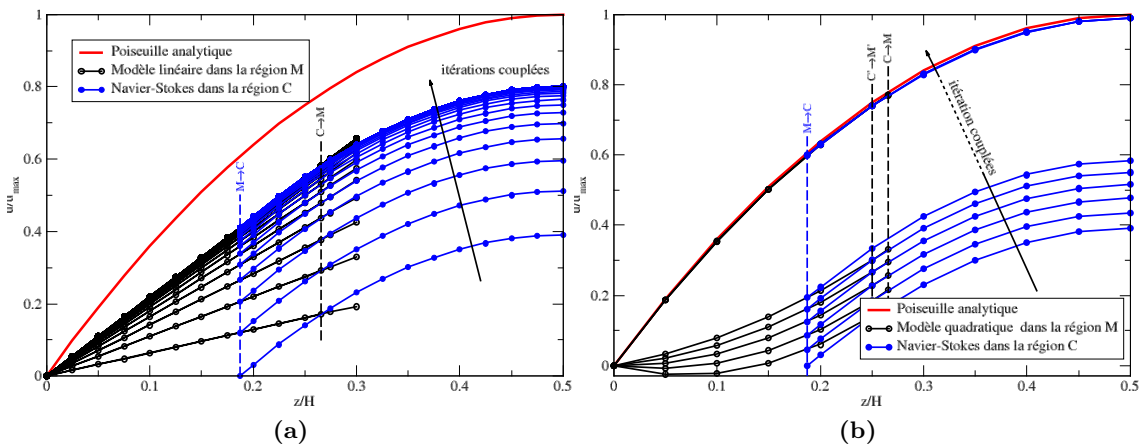 1
0.8
0.6
0.4
0.2
0
u/u_max
Poiseuille analytique
Modèle linéaire dans la région M
Navier-Stokes dans la région C
M→C
C→M
itérations couplées
0
0.1
0.2
0.3
0.4
0.5
z/H
(a)
1
0.8
0.6
0.4
0.2
0
u/u_max
M→C
C'→M'
C→M
itération couplées
Poiseuille analytique
Modèle quadratique dans la région M
Navier-Stokes dans la région C
0
0.1
0.2
0.3
0.4
0.5
z/H
(b)